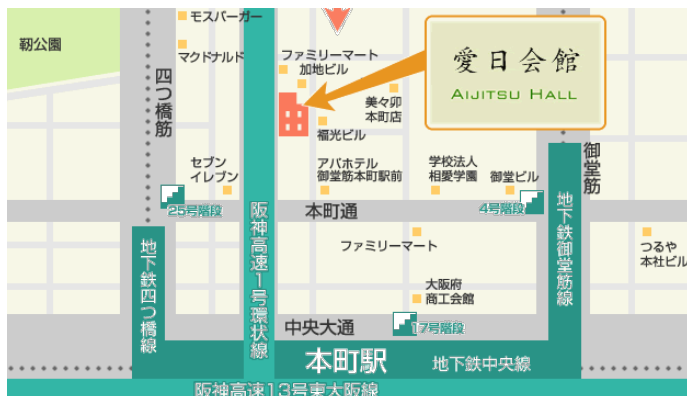 モスバーガー
靭公園
マクドナルド
ファミリーマート
加地ビル
愛日会館
AIJITSU HALL
四つ橋筋
美々卯
本町店
福光ビル
御堂筋
セブン
イレブン
アパホテル
御堂筋本町駅前
学校法人
相愛学園
御堂ビル
25号階段
本町通
4号階段
阪神高速1号環状線
地下鉄御堂筋線
地下鉄四つ橋線
ファミリーマート
つるや
本社ビル
大阪府
商工会館
中央大通
17号階段
本町駅
地下鉄中央線
阪神高速13号東大阪線